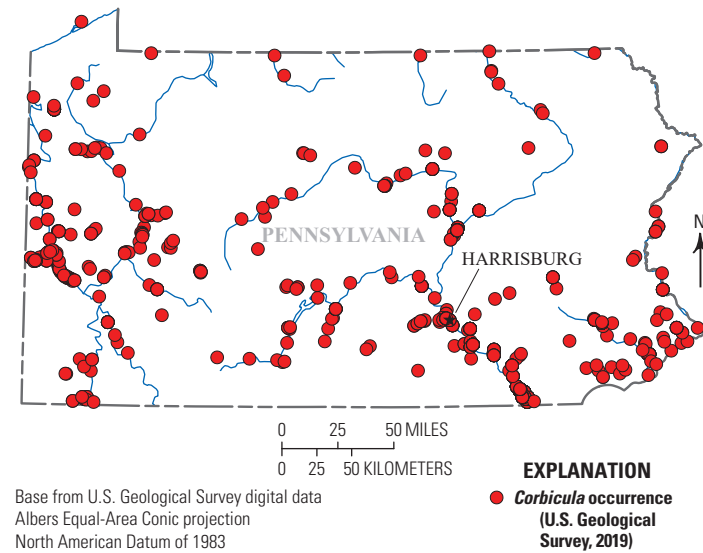 N
PENNSYLVANIA
HARRISBURG
0 25 50 MILES
0 25 50 KILOMETERS
Base from U.S. Geological Survey digital data
Albers Equal-Area Conic projection
North American Datum of 1983
EXPLANATION
Corbicula occurrence
(U.S. Geological
Survey, 2019)